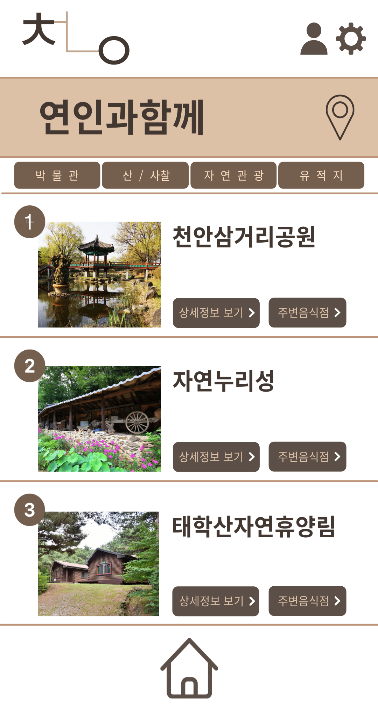 연인과함께
박 물 관
산 / 사찰
자 연 관 광
유 적 지
1
천안삼거리공원
상세정보 보기
주변음식점
2
자연누리성
상세정보 보기
주변음식점
3
태학산자연휴양림
상세정보 보기
주변음식점